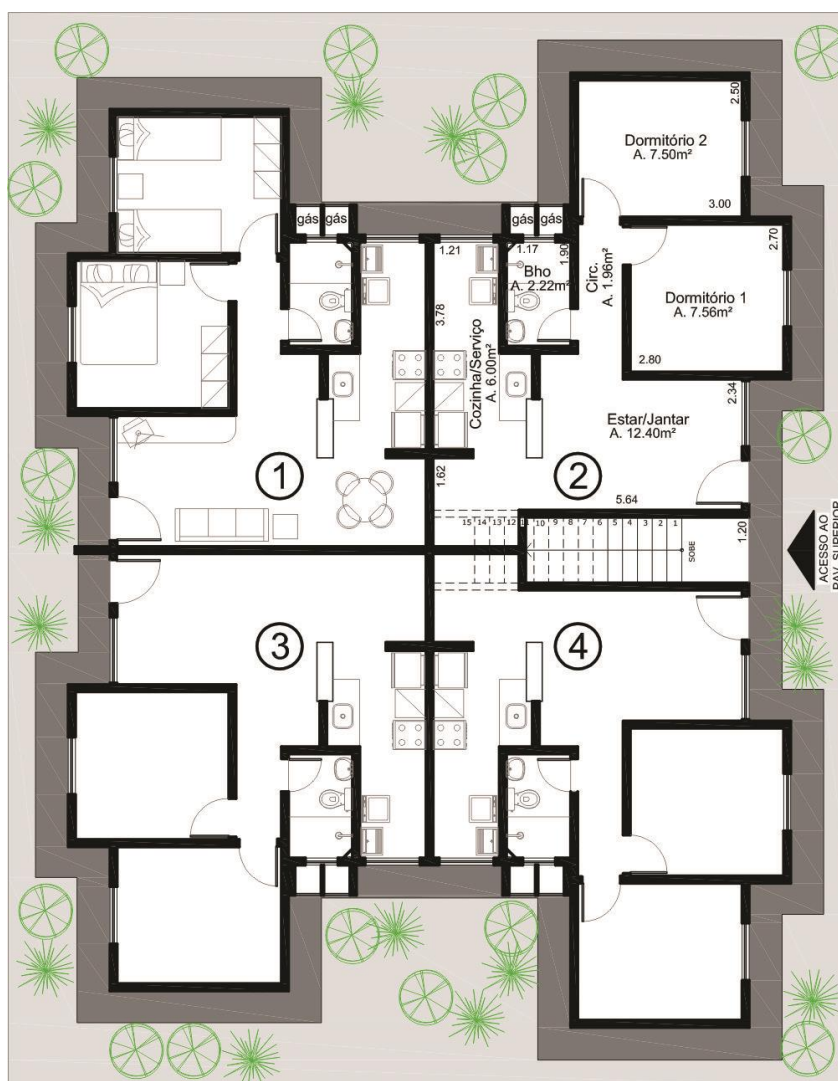 2.50
Dormitório 2
A. 7.50m²
3.00
gás
gás
gás
gás
1.21
1.17
1.90
Bho
A. 2.22m²
Circ.
A. 1.96m²
2.70
Dormitório 1
A. 7.56m²
2.80
3.78
Cozinha/Serviço
A. 6.00m²
2.34
Estar/Jantar
A. 12.40m²
1
1.62
2
5.64
15 14 13 12 11 10 9 8 7 6 5 4 3 2 1
SOBE
1.20
ACESSO AO
PAV. SUPERIOR
3
4